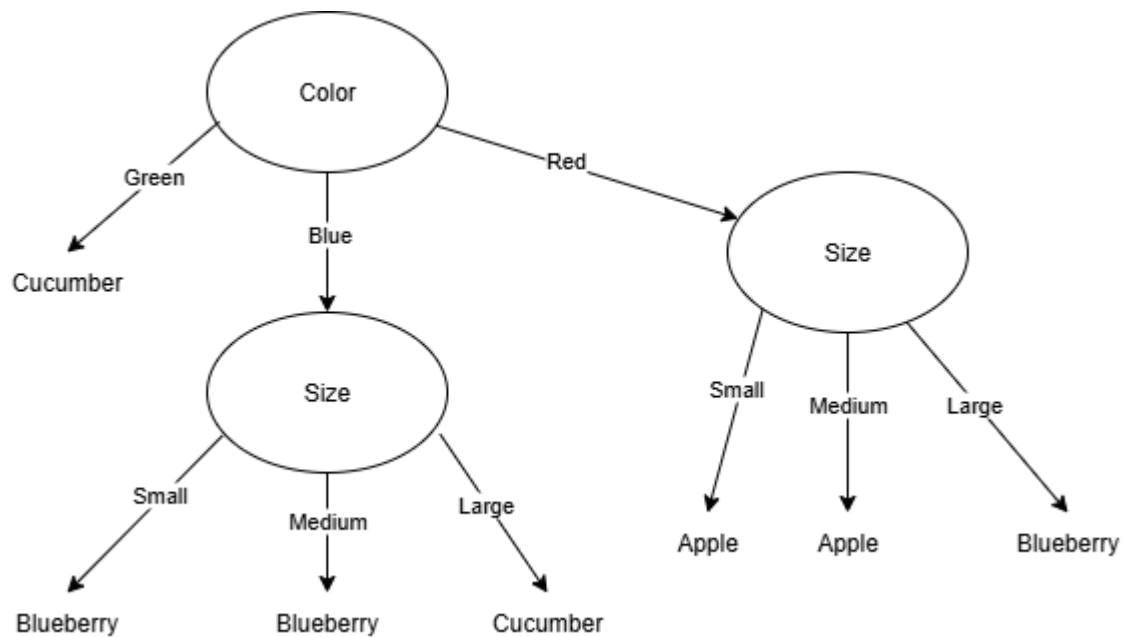 Color
Green
Blue
Red
Cucumber
Size
Small
Medium
Large
Blueberry
Blueberry
Cucumber
Size
Small
Medium
Large
Apple
Apple
Blueberry